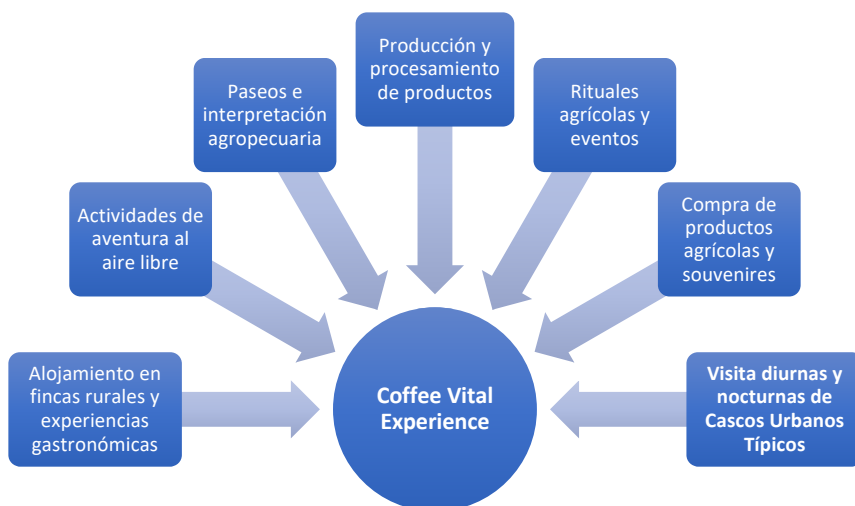 Producción y
procesamiento
de productos
Paseos e
interpretación
agropecuaria
Rituales
agrícolas y
eventos
Actividades de
aventura al
aire libre
Compra de
productos
agrícolas y
souvenires
Alojamiento en
fincas rurales y
experiencias
gastronómicas
Coffee Vital
Experience
Visita diurnas y
nocturnas de
Cascos Urbanos
Típicos